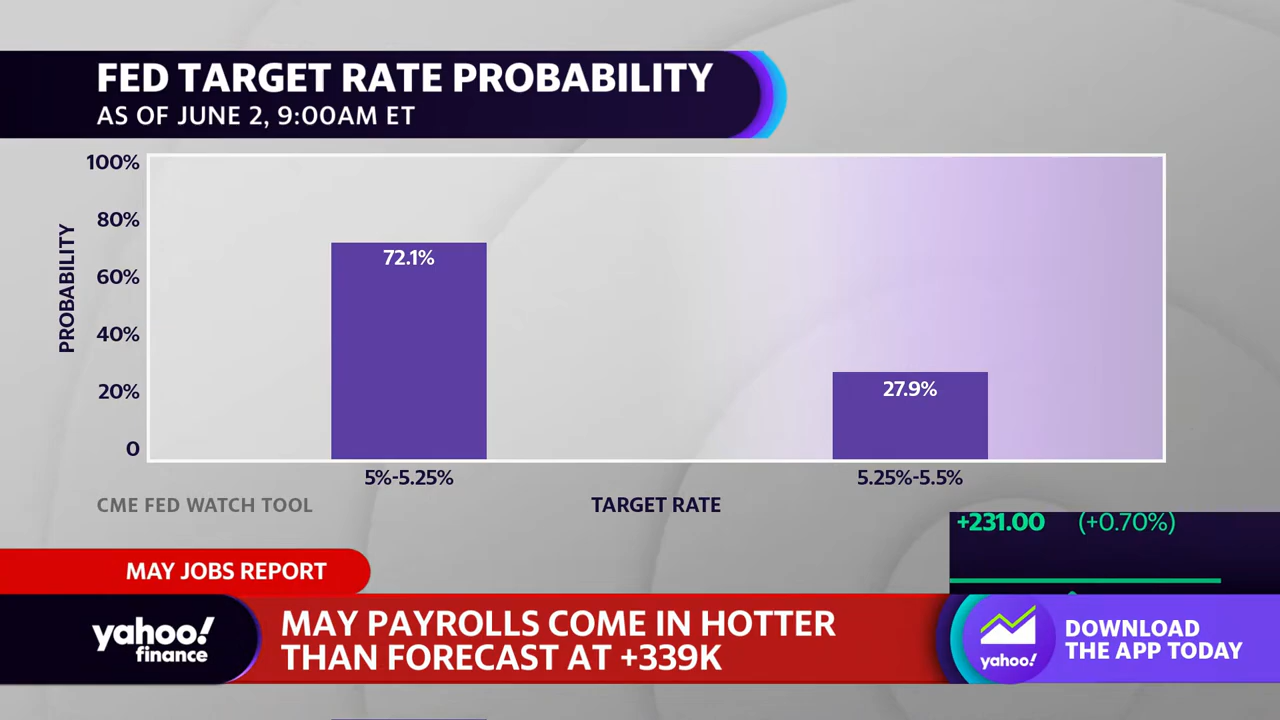 FED TARGET RATE PROBABILITY
AS OF JUNE 2, 9:00AM ET
100%
80%
60%
40%
20%
0
PROBABILITY
72.1%
27.9%
5%-5.25%
5.25%-5.5%
CME FED WATCH TOOL
TARGET RATE
+231.00 (+0.70%)
MAY JOBS REPORT
yahoo!
finance
MAY PAYROLLS COME IN HOTTER
THAN FORECAST AT +339K
yahoo!
DOWNLOAD
THE APP TODAY